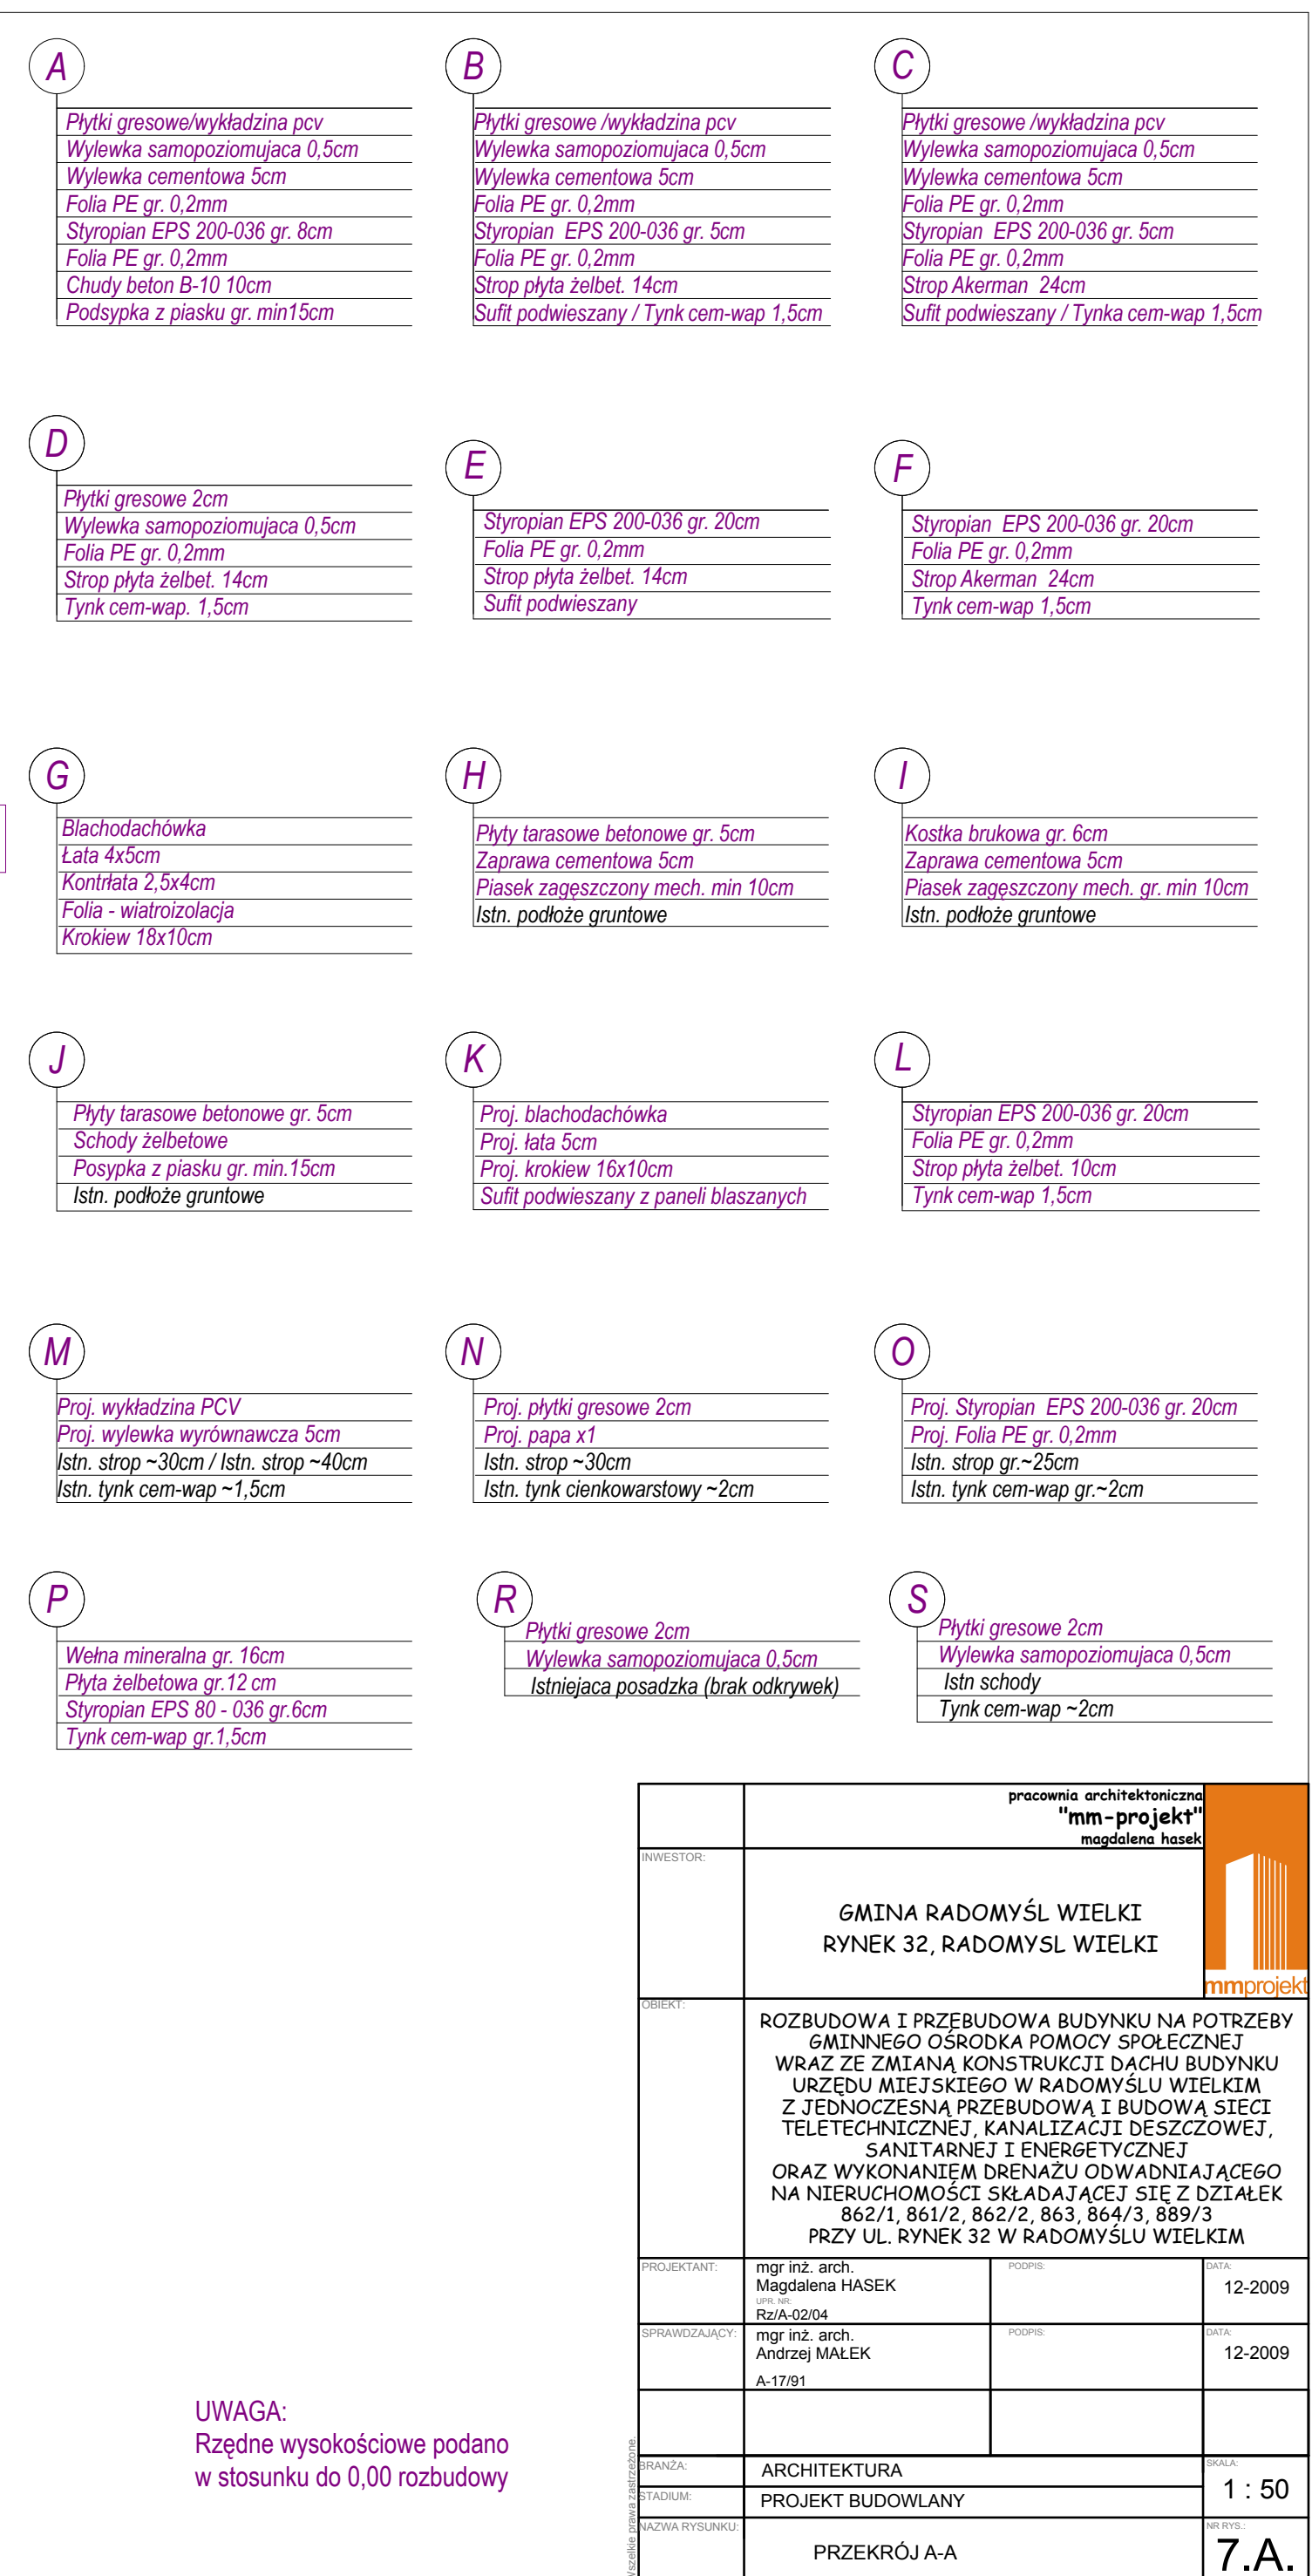 A
Płytki gresowe/wykładzina pcv
Wylewka samopoziomujaca 0,5cm
Wylewka cementowa 5cm
Folia PE gr. 0,2mm
Styropian EPS 200-036 gr. 8cm
Folia PE gr. 0,2mm
Chudy beton B-10 10cm
Podsypka z piasku gr. min15cm
B
Płytki gresowe /wykładzina pcv
Wylewka samopoziomujaca 0,5cm
Wylewka cementowa 5cm
Folia PE gr. 0,2mm
Styropian EPS 200-036 gr. 5cm
Folia PE gr. 0,2mm
Strop płyta żelbet. 14cm
Sufit podwieszany / Tynk cem-wap 1,5cm
C
Płytki gresowe /wykładzina pcv
Wylewka samopoziomujaca 0,5cm
Wylewka cementowa 5cm
Folia PE gr. 0,2mm
Styropian EPS 200-036 gr. 5cm
Folia PE gr. 0,2mm
Strop Akerman 24cm
Sufit podwieszany / Tynka cem-wap 1,5cm
D
Płytki gresowe 2cm
Wylewka samopoziomujaca 0,5cm
Folia PE gr. 0,2mm
Strop płyta żelbet. 14cm
Tynk cem-wap. 1,5cm
E
Styropian EPS 200-036 gr. 20cm
Folia PE gr. 0,2mm
Strop płyta żelbet. 14cm
Sufit podwieszany
F
Styropian EPS 200-036 gr. 20cm
Folia PE gr. 0,2mm
Strop Akerman 24cm
Tynk cem-wap 1,5cm
G
Blachodachówka
Łata 4x5cm
Kontrłata 2,5x4cm
Folia - wiatroizolacja
Krokiew 18x10cm
H
Płyty tarasowe betonowe gr. 5cm
Zaprawa cementowa 5cm
Piasek zagęszczony mech. min 10cm
Istn. podłoże gruntowe
I
Kostka brukowa gr. 6cm
Zaprawa cementowa 5cm
Piasek zagęszczony mech. gr. min 10cm
Istn. podłoże gruntowe
J
Płyty tarasowe betonowe gr. 5cm
Schody żelbetowe
Posypka z piasku gr. min.15cm
Istn. podłoże gruntowe
K
Proj. blachodachówka
Proj. łata 5cm
Proj. krokiew 16x10cm
Sufit podwieszany z paneli blaszanych
L
Styropian EPS 200-036 gr. 20cm
Folia PE gr. 0,2mm
Strop płyta żelbet. 10cm
Tynk cem-wap 1,5cm
M
Proj. wykładzina PCV
Proj. wylewka wyrównawcza 5cm
Istn. strop ~30cm / Istn. strop ~40cm
Istn. tynk cem-wap ~1,5cm
N
Proj. płytki gresowe 2cm
Proj. papa x1
Istn. strop ~30cm
Istn. tynk cienkowarstowy ~2cm
O
Proj. Styropian EPS 200-036 gr. 20cm
Proj. Folia PE gr. 0,2mm
Istn. strop gr.~25cm
Istn. tynk cem-wap gr.~2cm
P
Wełna mineralna gr. 16cm
Płyta żelbetowa gr.12 cm
Styropian EPS 80 - 036 gr.6cm
Tynk cem-wap gr.1,5cm
R
Płytki gresowe 2cm
Wylewka samopoziomujaca 0,5cm
Istniejaca posadzka (brak odkrywek)
S
Płytki gresowe 2cm
Wylewka samopoziomujaca 0,5cm
Istn schody
Tynk cem-wap ~2cm
UWAGA:
Rzędne wysokościowe podano
w stosunku do 0,00 rozbudowy
pracownia architektoniczna
"mm-projekt"
magdalena hasek
mmprojekt
INWESTOR:
GMINA RADOMYŚL WIELKI
RYNEK 32, RADOMYSL WIELKI
OBIEKT:
ROZBUDOWA I PRZEBUDOWA BUDYNKU NA POTRZEBY
GMINNEGO OŚRODKA POMOCY SPOŁECZNEJ
WRAZ ZE ZMIANĄ KONSTRUKCJI DACHU BUDYNKU
URZĘDU MIEJSKIEGO W RADOMYŚLU WIELKIM
Z JEDNOCZESNĄ PRZEBUDOWĄ I BUDOWĄ SIECI
TELETECHNICZNEJ, KANALIZACJI DESZCZOWEJ,
SANITARNEJ I ENERGETYCZNEJ
ORAZ WYKONANIEM DRENAŻU ODWADNIAJĄCEGO
NA NIERUCHOMOŚCI SKŁADAJĄCEJ SIĘ Z DZIAŁEK
862/1, 861/2, 862/2, 863, 864/3, 889/3
PRZY UL. RYNEK 32 W RADOMYŚLU WIELKIM
PROJEKTANT:
mgr inż. arch.
Magdalena HASEK
UPR. NR:
Rz/A-02/04
PODPIS:
DATA:
12-2009
SPRAWDZAJĄCY:
mgr inż. arch.
Andrzej MAŁEK
A-17/91
PODPIS:
DATA:
12-2009
BRANŻA:
ARCHITEKTURA
SKALA:
1 : 50
STADIUM:
PROJEKT BUDOWLANY
NAZWA RYSUNKU:
PRZEKRÓJ A-A
NR RYS.:
7.A.
Wszelkie prawa zastrzeżone.